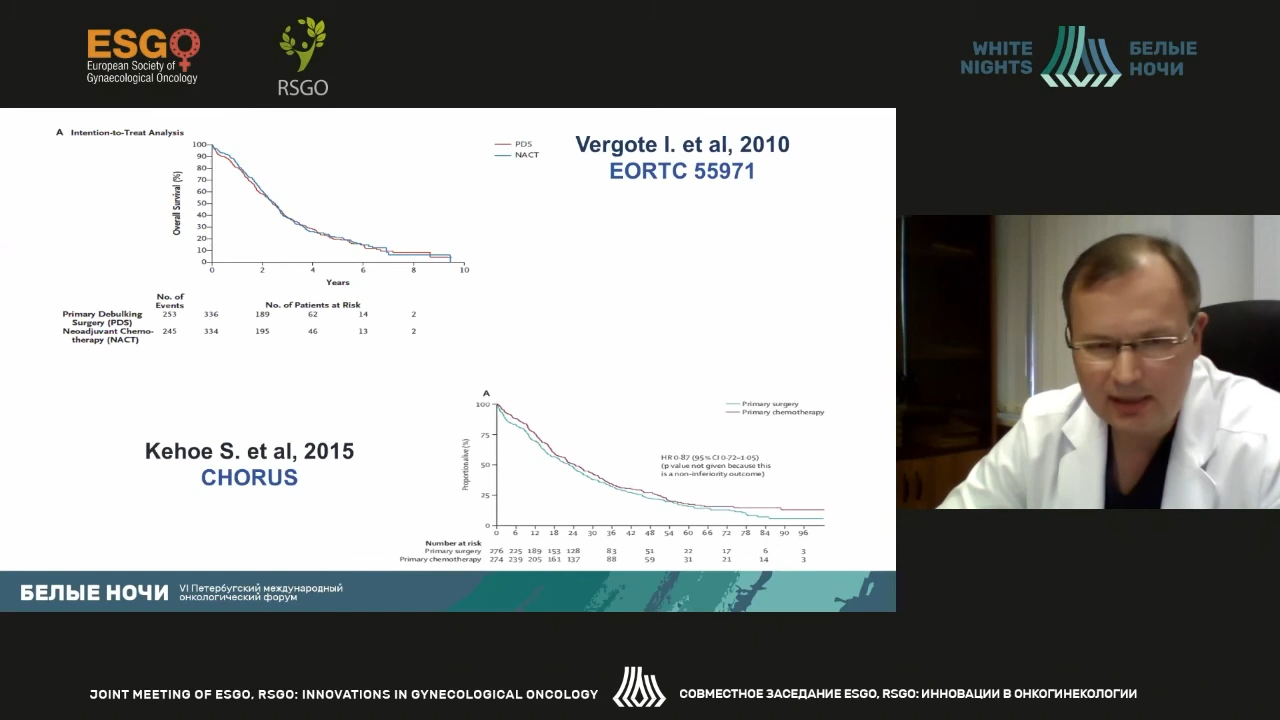 ESGO
European Society of
Gynaecological Oncology
RSGO
WHITE
NIGHTS
БЕЛЫЕ
НОЧИ
A Intention-to-Treat Analysis
PDS
NACT
Overall Survival (%)
100
90
80
70
60
50
40
30
20
10
0
0 2 4 6 8 10
Years
No. of
Events
No. of Patients at Risk
Primary Debulking
Surgery (PDS)
253 336 189 62 14 2
Neoadjuvant Chemo-
therapy (NACT)
245 334 195 46 13 2
Vergote I. et al, 2010
EORTC 55971
Kehoe S. et al, 2015
CHORUS
A
Primary surgery
Primary chemotherapy
Proportion alive (%)
100
75
50
25
0
HR 0·87 (95% CI 0·72–1·05)
(p value not given because this
is a non-inferiority outcome)
0 6 12 18 24 30 36 42 48 54 60 66 72 78 84 90 96
Number at risk
Primary surgery 276 225 189 153 128 83 51 22 17 6 3
Primary chemotherapy 274 239 205 161 137 88 59 31 21 14 3
БЕЛЫЕ НОЧИ
VI Петербугский международный
онкологический форум
JOINT MEETING OF ESGO, RSGO: INNOVATIONS IN GYNECOLOGICAL ONCOLOGY
СОВМЕСТНОЕ ЗАСЕДАНИЕ ESGO, RSGO: ИННОВАЦИИ В ОНКОГИНЕКОЛОГИИ